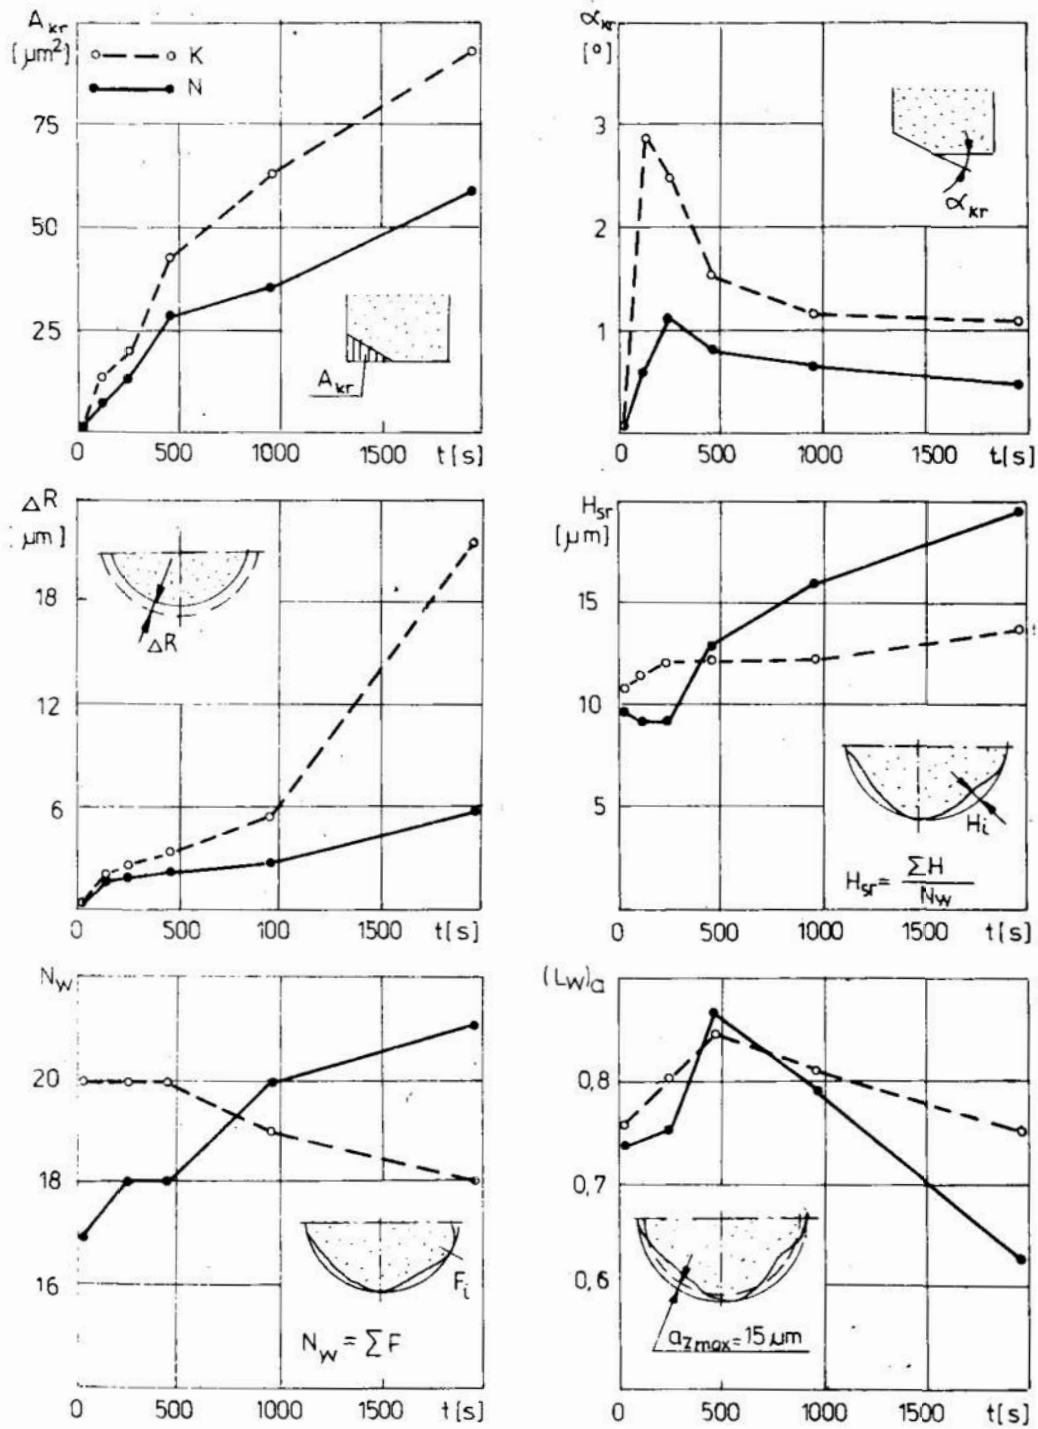 A_kr
[μm²]
K
N
75
50
25
A_kr
0 500 1000 1500 t[s]
α_kr
[°]
3
2
1
α_kr
0 500 1000 1500 t[s]
ΔR
μm]
18
12
6
ΔR
0 500 100 1500 t[s]
H_śr
[μm]
15
10
5
H_i
H_śr = ΣH / N_W
0 500 1000 1500 t[s]
N_W
20
18
16
F_i
N_W = ΣF
0 500 1000 1500 t[s]
(L_W)_a
0,8
0,7
0,6
a_zmax = 15 μm
0 500 1000 1500 t[s]